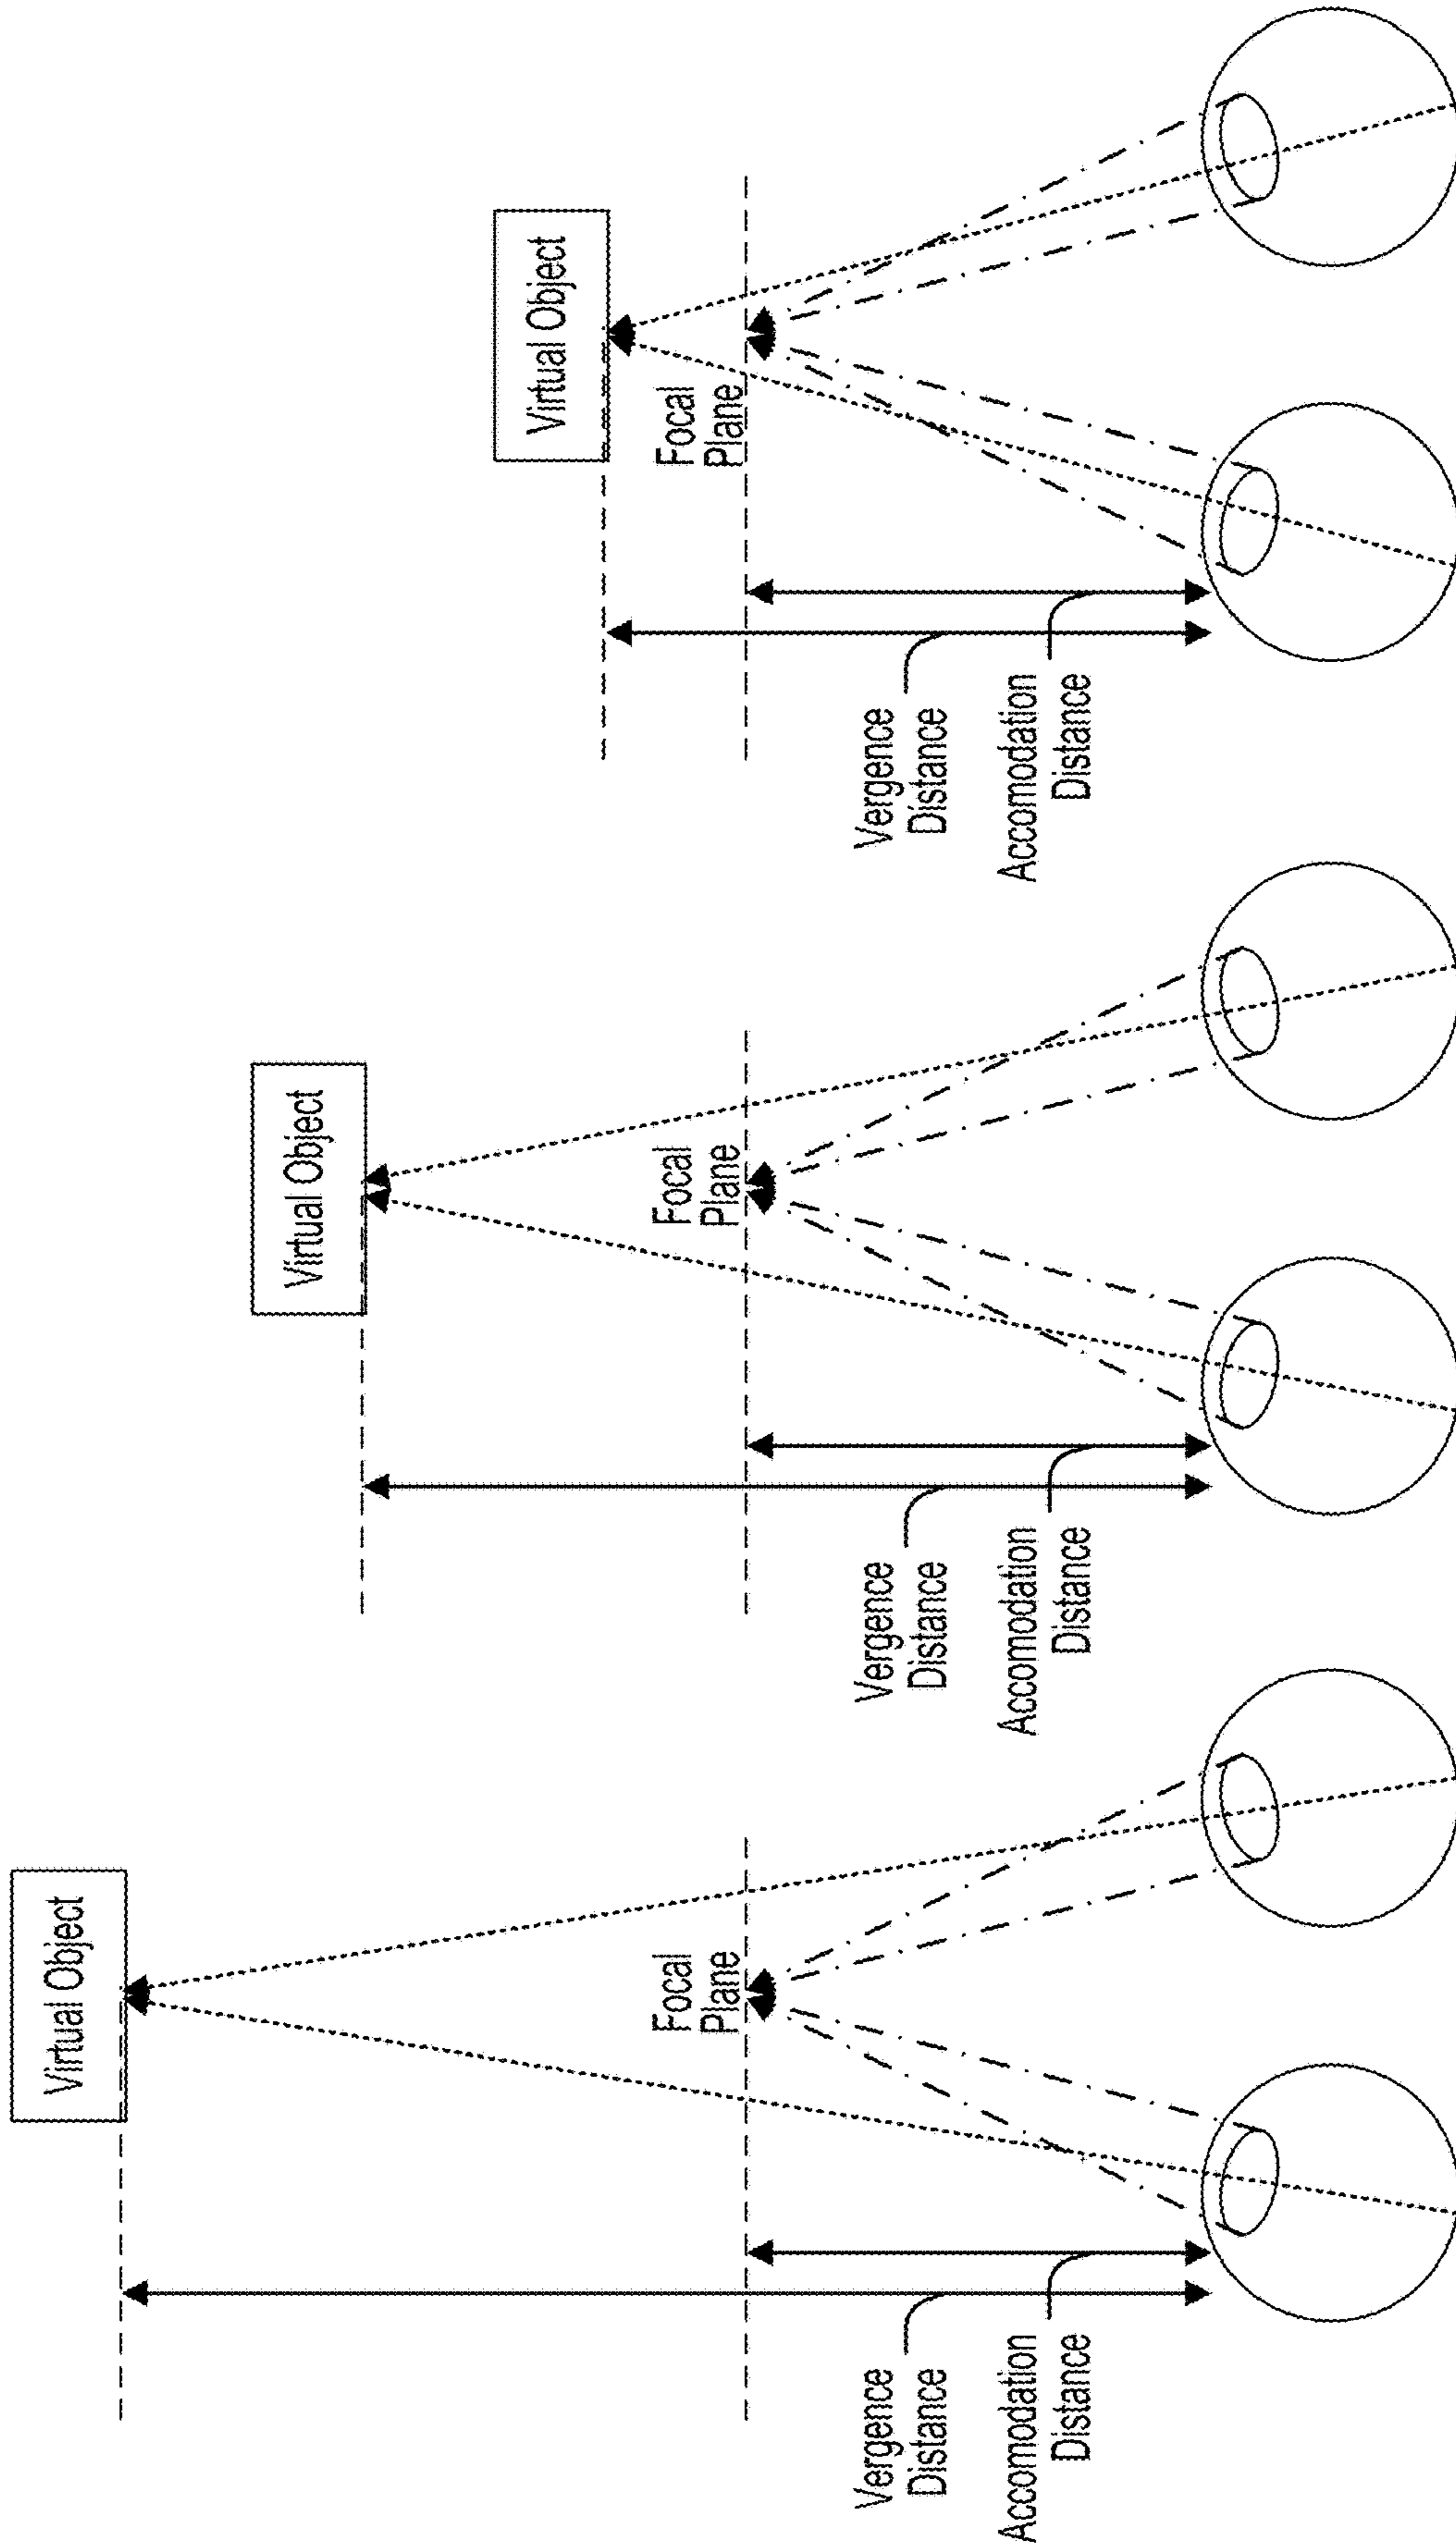 Virtual Object
Focal
Plane
Vergence
Distance
Accomodation
Distance
Virtual Object
Focal
Plane
Vergence
Distance
Accomodation
Distance
Virtual Object
Focal
Plane
Vergence
Distance
Accomodation
Distance